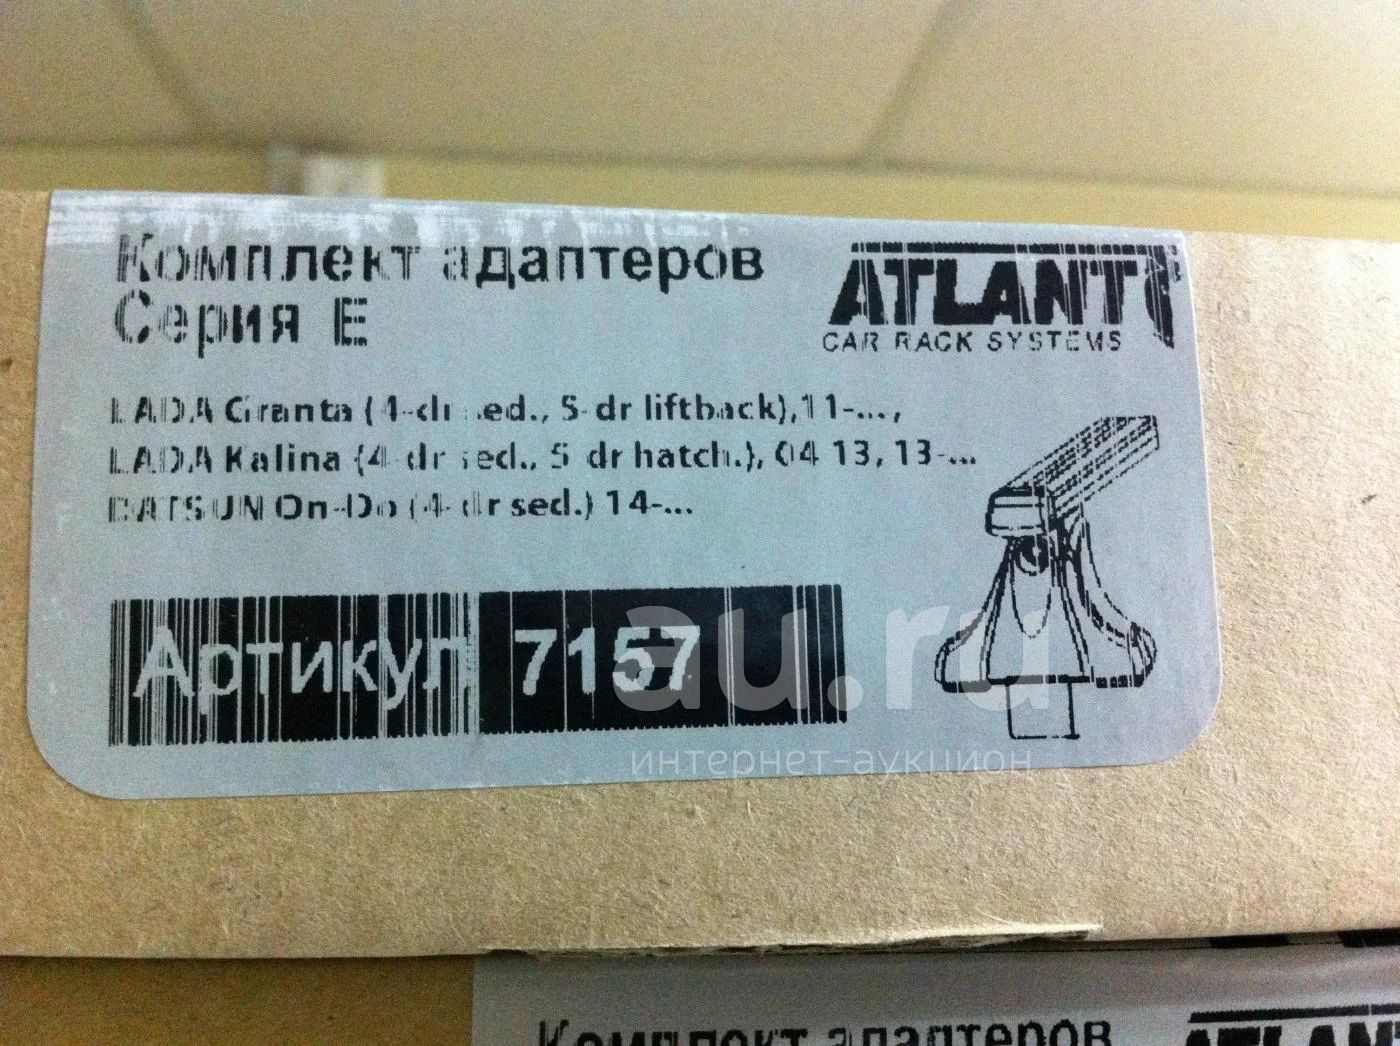 Комплект адаптеров
Серия Е
ATLANT
CAR RACK SYSTEMS
LADA Granta (4-dr sed., 5-dr liftback),11-...,
LADA Kalina (4-dr sed., 5-dr hatch.), 04-13, 13-...
DATSUN On-Do (4-dr sed.) 14-...
Артикул 7157
au.ru
интернет-аукцион
Комплект адаптеров
ATLANT